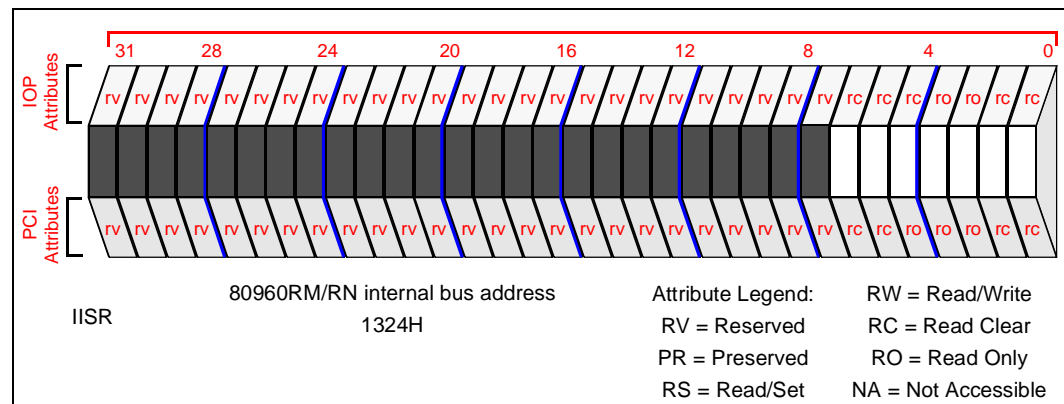 31 28 24 20 16 12 8 4 0
IOP
Attributes
rv rv rv rv rv rv rv rv rv rv rv rv rv rv rv rv rv rv rv rv rv rv rv rv rv rc rc rc ro ro rc rc
PCI
Attributes
rv rv rv rv rv rv rv rv rv rv rv rv rv rv rv rv rv rv rv rv rv rv rv rv rv rc rc ro ro ro rc rc
IISR
80960RM/RN internal bus address
1324H
Attribute Legend:
RV = Reserved
PR = Preserved
RS = Read/Set
RW = Read/Write
RC = Read Clear
RO = Read Only
NA = Not Accessible